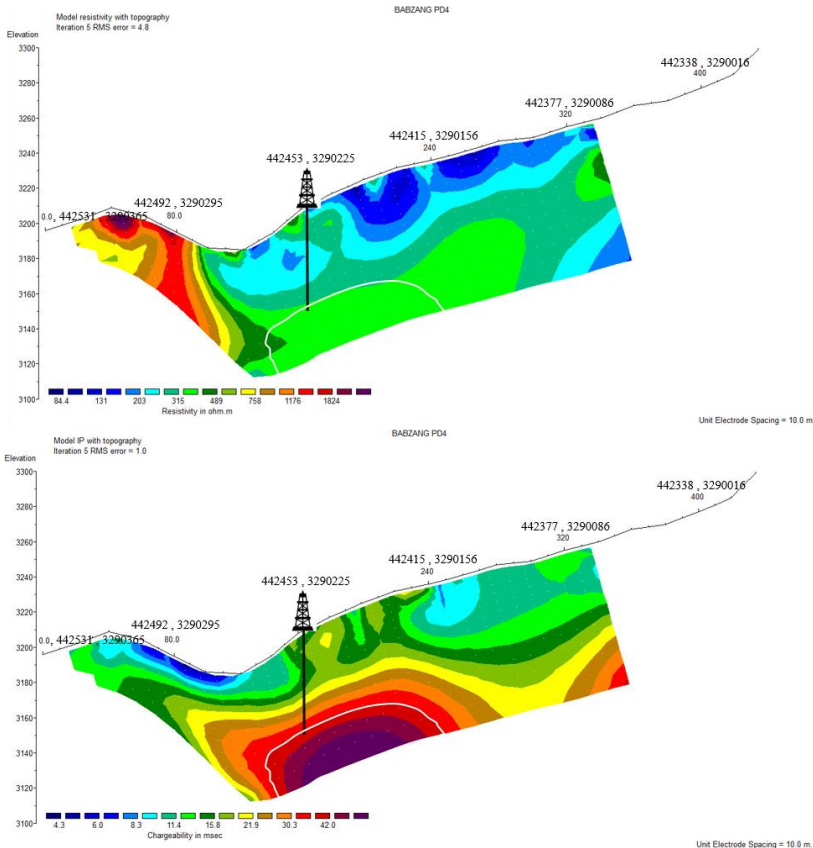 BABZANG PD4
Model resistivity with topography
Iteration 5 RMS error = 4.8
Elevation
3300
3280
3260
3240
3220
3200
3180
3160
3140
3120
3100
442338 , 3290016
400
442377 , 3290086
320
442415 , 3290156
240
442453 , 3290225
442492 , 3290295
0.0 , 442531 , 3290365 80.0
84.4 131 203 315 489 758 1176 1824
Resistivity in ohm.m
Unit Electrode Spacing = 10.0 m.
BABZANG PD4
Model IP with topography
Iteration 5 RMS error = 1.0
Elevation
3300
3280
3260
3240
3220
3200
3180
3160
3140
3120
3100
442338 , 3290016
400
442377 , 3290086
320
442415 , 3290156
240
442453 , 3290225
442492 , 3290295
0.0 , 442531 , 3290365 80.0
4.3 6.0 8.3 11.4 15.8 21.9 30.3 42.0
Chargeability in msec
Unit Electrode Spacing = 10.0 m.